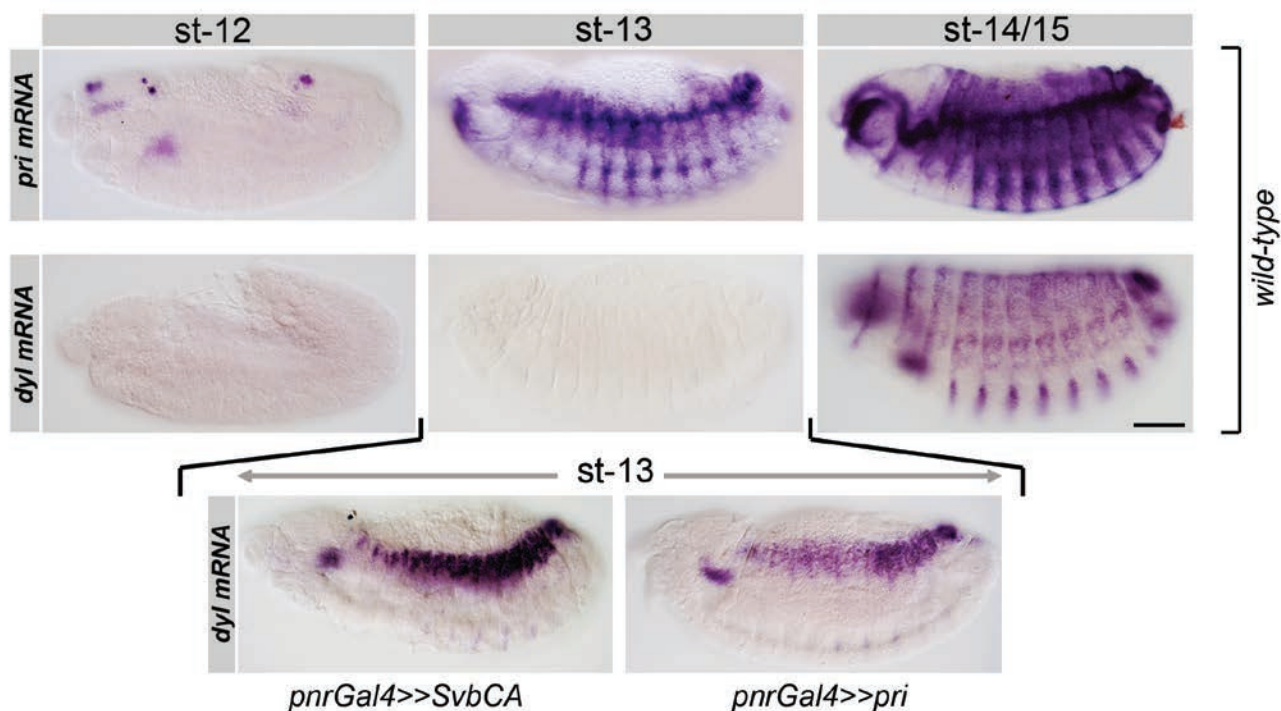 st-12 st-13 st-14/15
pri mRNA
wild-type
dyl mRNA
st-13
dyl mRNA
pnrGal4>>SvbCA pnrGal4>>pri